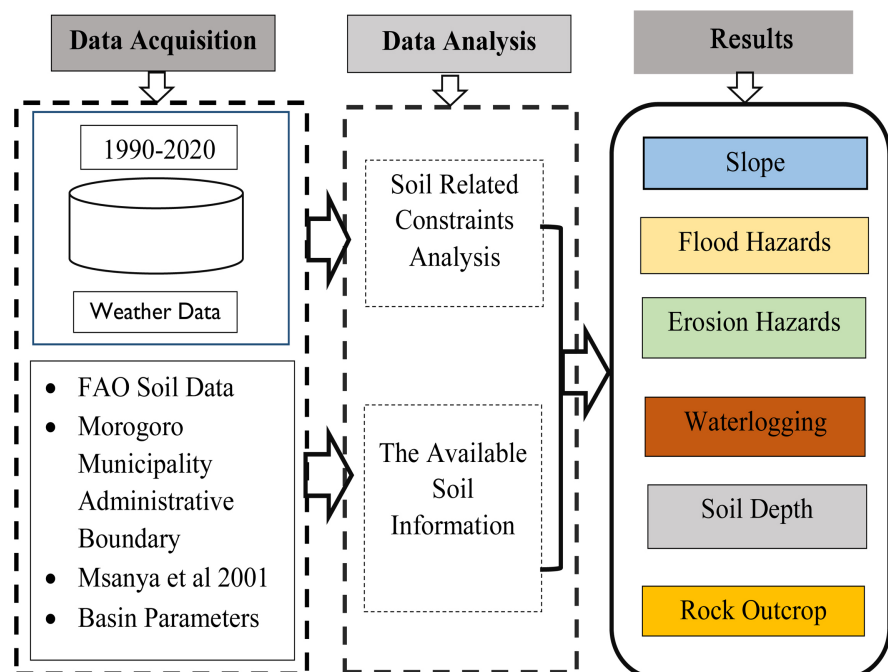 Data Acquisition
Data Analysis
Results
1990-2020
Weather Data
• FAO Soil Data
• Morogoro
Municipality
Administrative
Boundary
• Msanya et al 2001
• Basin Parameters
Soil Related
Constraints
Analysis
The Available
Soil
Information
Slope
Flood Hazards
Erosion Hazards
Waterlogging
Soil Depth
Rock Outcrop